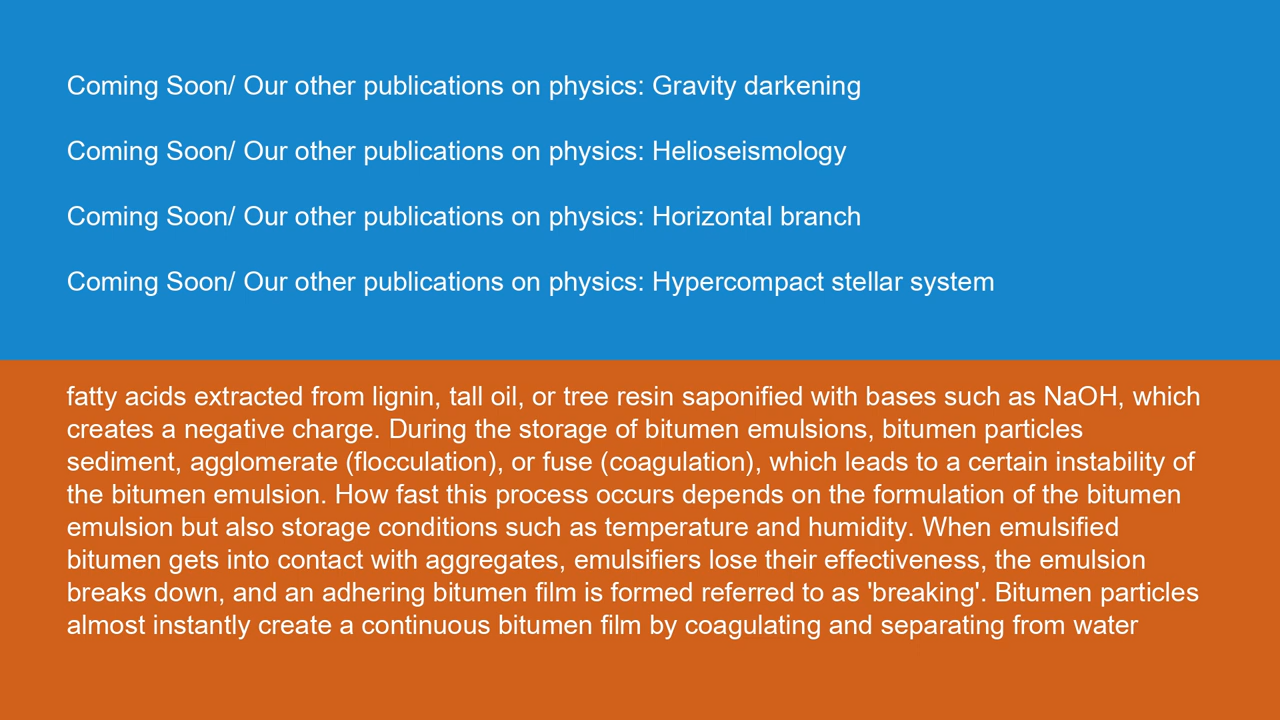 Coming Soon/ Our other publications on physics: Gravity darkening
Coming Soon/ Our other publications on physics: Helioseismology
Coming Soon/ Our other publications on physics: Horizontal branch
Coming Soon/ Our other publications on physics: Hypercompact stellar system
fatty acids extracted from lignin, tall oil, or tree resin saponified with bases such as NaOH, which
creates a negative charge. During the storage of bitumen emulsions, bitumen particles
sediment, agglomerate (flocculation), or fuse (coagulation), which leads to a certain instability of
the bitumen emulsion. How fast this process occurs depends on the formulation of the bitumen
emulsion but also storage conditions such as temperature and humidity. When emulsified
bitumen gets into contact with aggregates, emulsifiers lose their effectiveness, the emulsion
breaks down, and an adhering bitumen film is formed referred to as 'breaking'. Bitumen particles
almost instantly create a continuous bitumen film by coagulating and separating from water